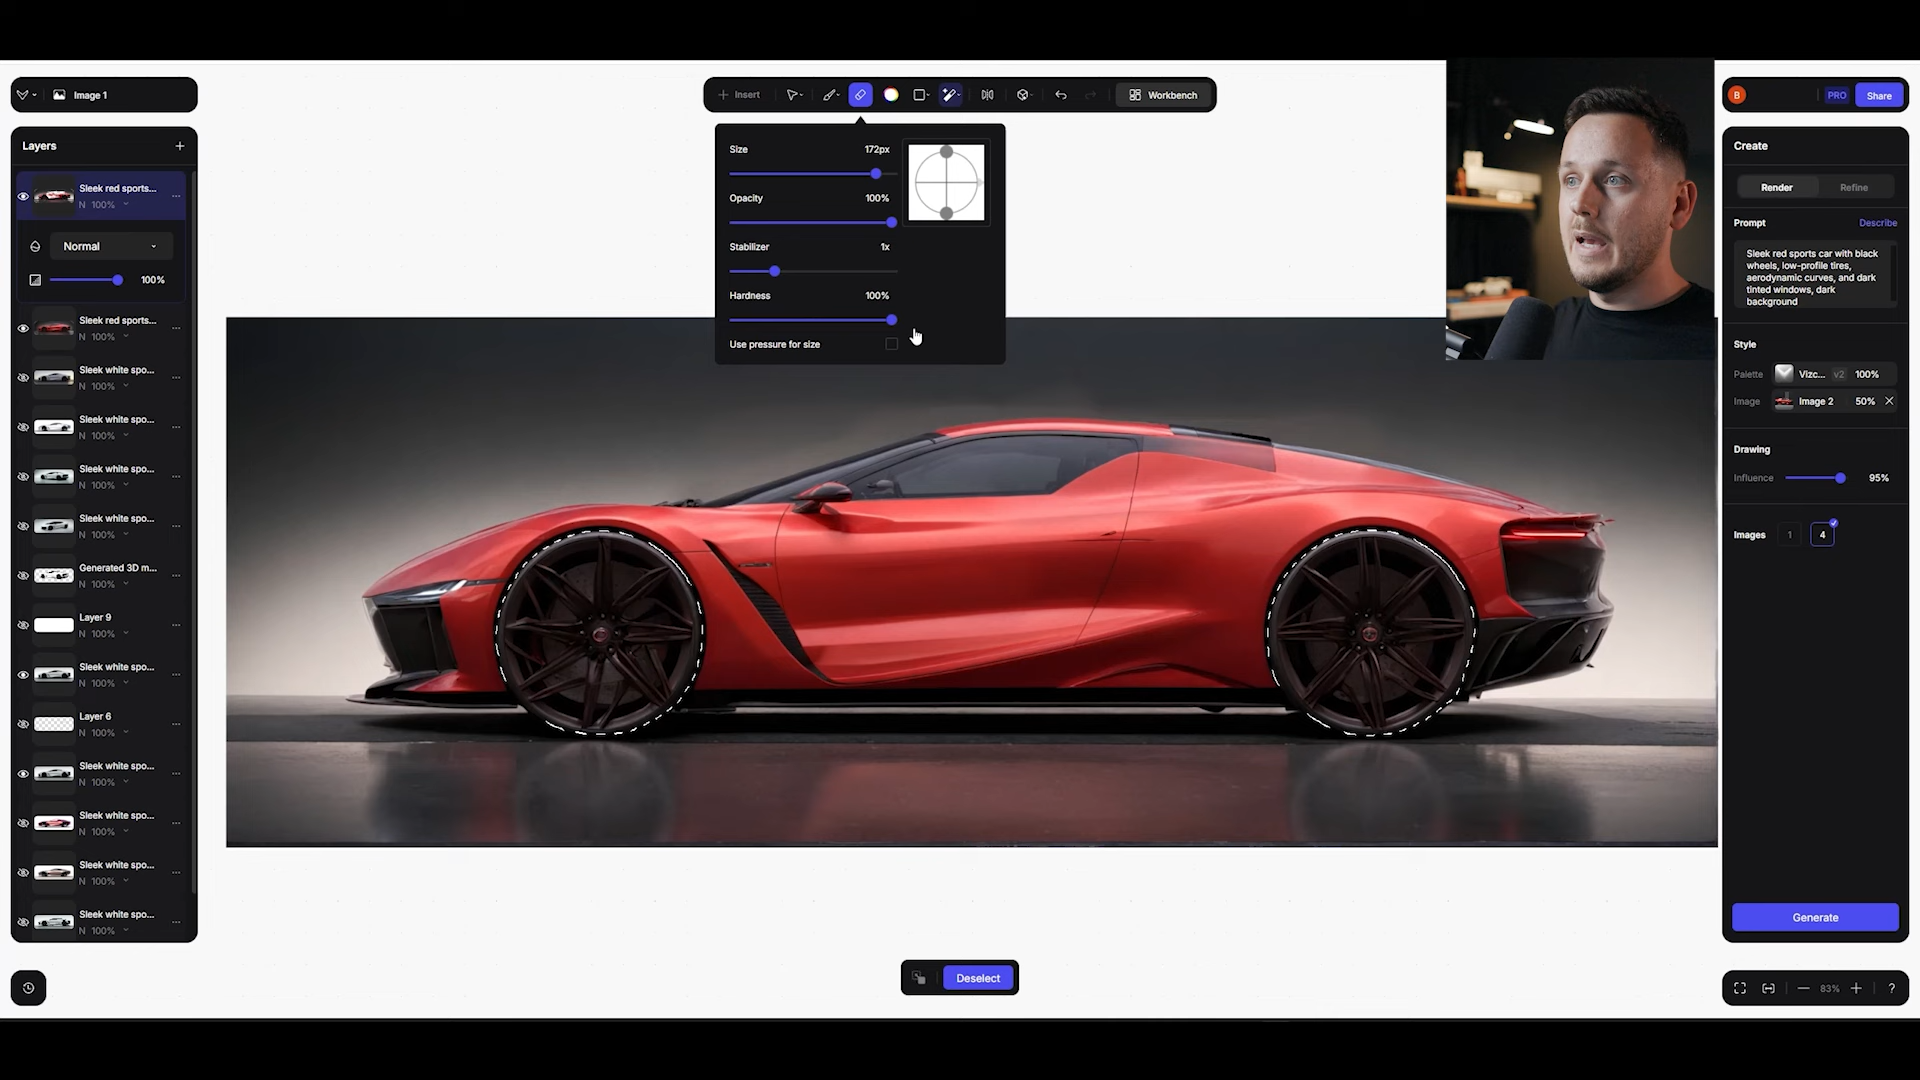 Image 1
Insert
Workbench
B
PRO
Share
Layers
+
Sleek red sports...
N 100%
Normal
100%
Sleek red sports...
N 100%
Sleek white spo...
N 100%
Sleek white spo...
N 100%
Sleek white spo...
N 100%
Sleek white spo...
N 100%
Generated 3D m...
N 100%
Layer 9
N 100%
Sleek white spo...
N 100%
Layer 6
N 100%
Sleek white spo...
N 100%
Sleek white spo...
N 100%
Sleek white spo...
N 100%
Sleek white spo...
N 100%
Size 172px
Opacity 100%
Stabilizer 1x
Hardness 100%
Use pressure for size
Create
Render Refine
Prompt Describe
Sleek red sports car with black
wheels, low-profile tires,
aerodynamic curves, and dark
tinted windows, dark
background
Style
Palette Vizc... v2 100%
Image Image 2 50%
Drawing
Influence 95%
Images 1 4
Generate
Deselect
83%
?